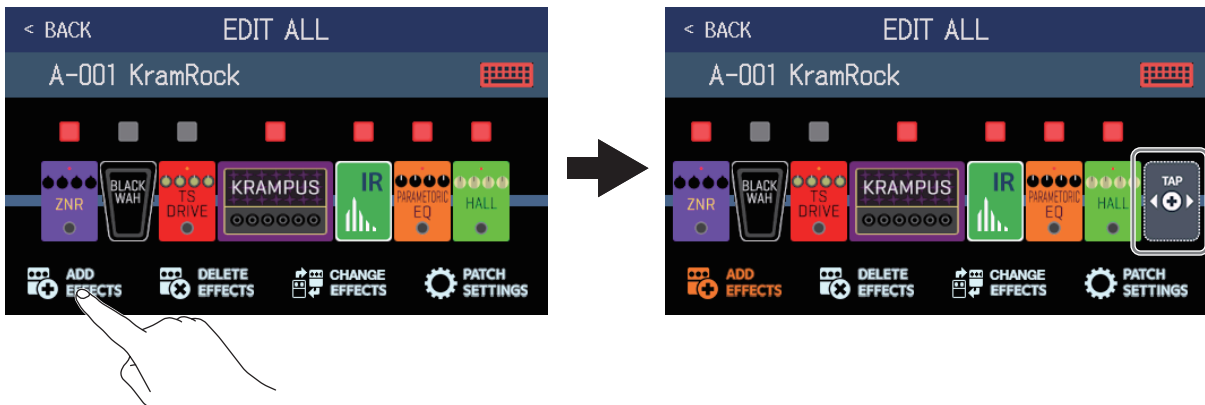 < BACK EDIT ALL
A-001 KramRock
ZNR
BLACK
WAH
TS
DRIVE
KRAMPUS
IR
PARAMETORIC
EQ
HALL
ADD
EFFECTS
DELETE
EFFECTS
CHANGE
EFFECTS
PATCH
SETTINGS
< BACK EDIT ALL
A-001 KramRock
ZNR
BLACK
WAH
TS
DRIVE
KRAMPUS
IR
PARAMETORIC
EQ
HALL
TAP
ADD
EFFECTS
DELETE
EFFECTS
CHANGE
EFFECTS
PATCH
SETTINGS